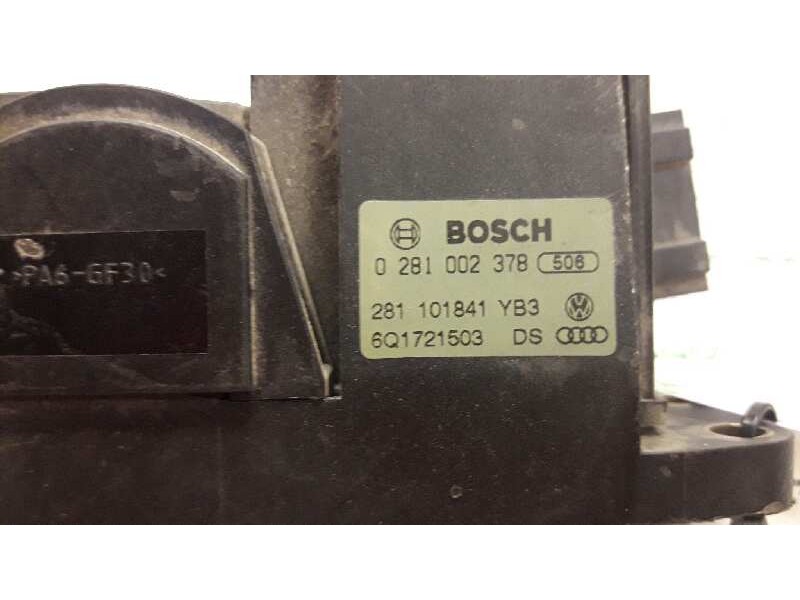 BOSCH
0 281 002 378 506
281 101841 YB3
6Q1721503 DS
>PA6-GF30<